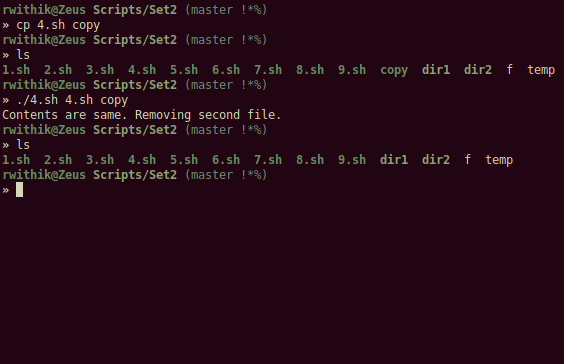 rwithik@Zeus Scripts/Set2 (master !*%)
» cp 4.sh copy
rwithik@Zeus Scripts/Set2 (master !*%)
» ls
1.sh  2.sh  3.sh  4.sh  5.sh  6.sh  7.sh  8.sh  9.sh  copy  dir1  dir2  f  temp
rwithik@Zeus Scripts/Set2 (master !*%)
» ./4.sh 4.sh copy
Contents are same. Removing second file.
rwithik@Zeus Scripts/Set2 (master !*%)
» ls
1.sh  2.sh  3.sh  4.sh  5.sh  6.sh  7.sh  8.sh  9.sh  dir1  dir2  f  temp
rwithik@Zeus Scripts/Set2 (master !*%)
»